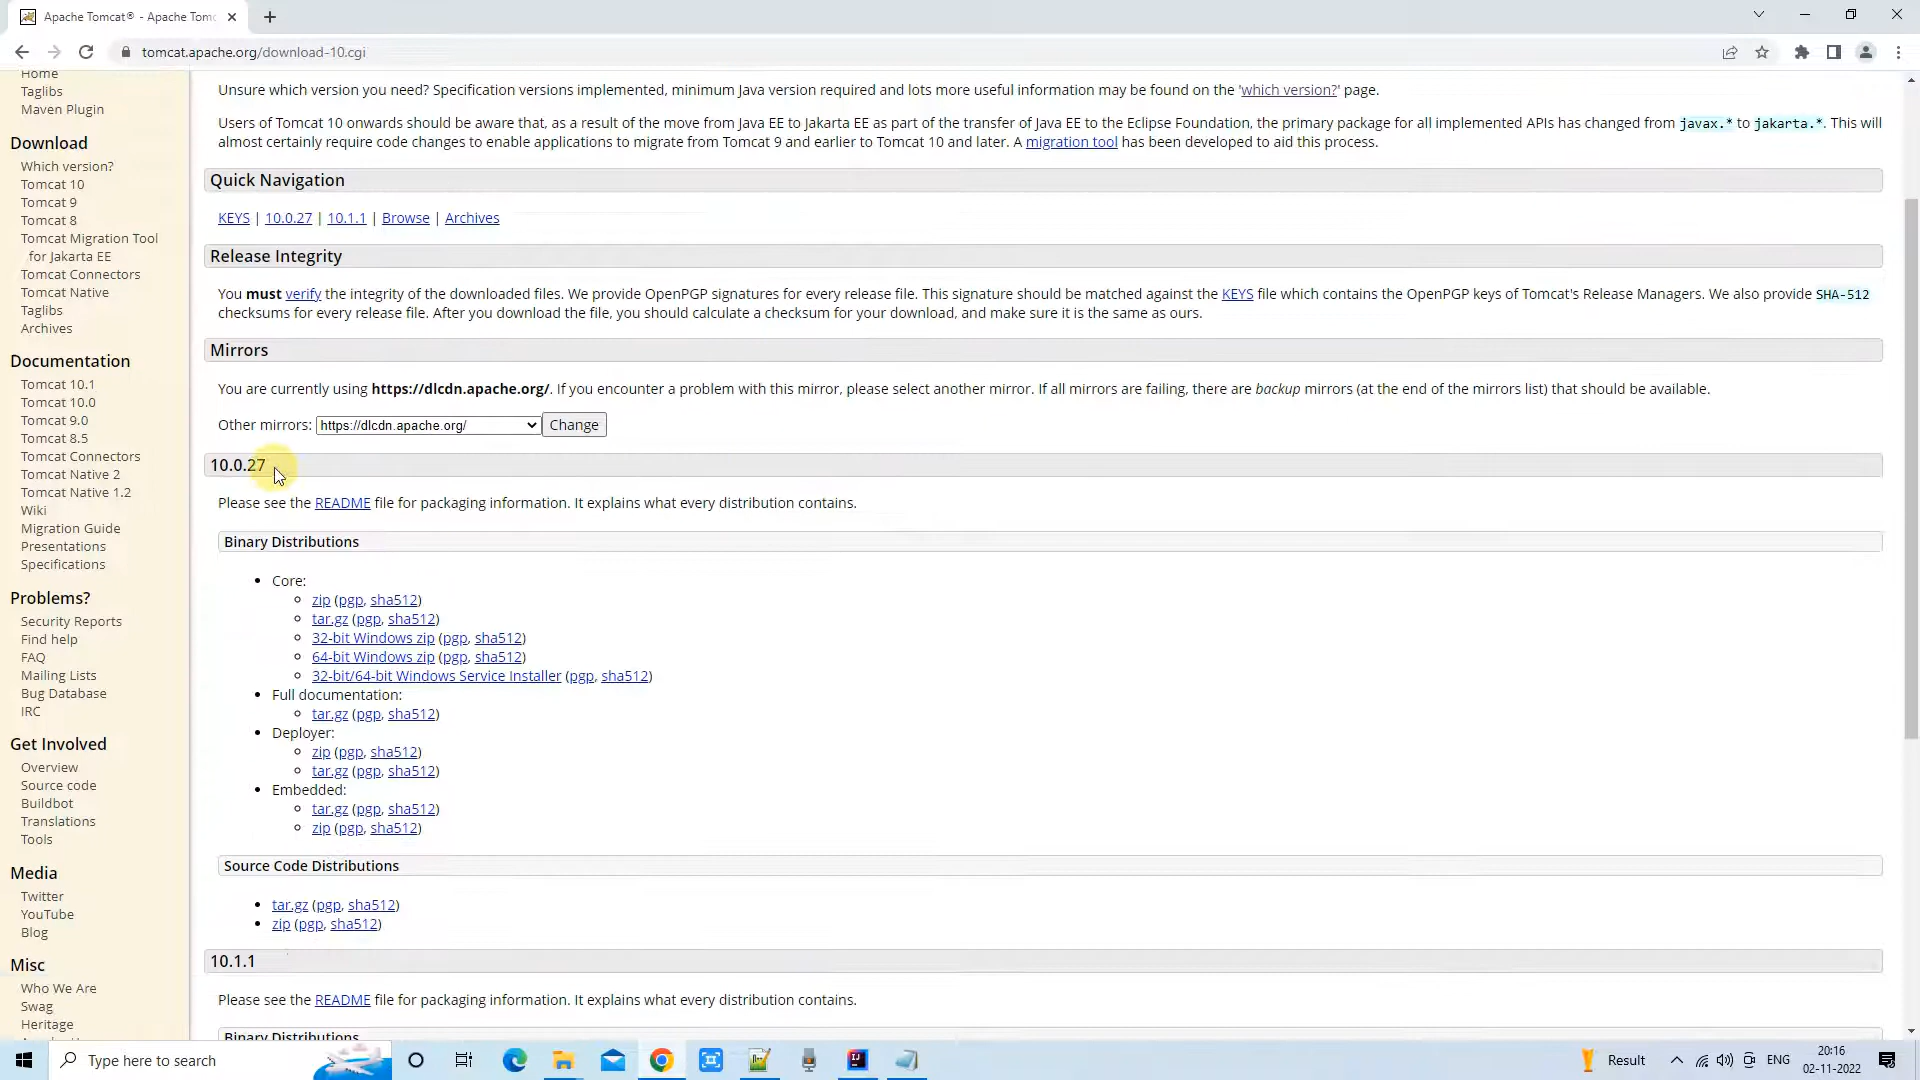 Apache Tomcat® - Apache Tomc
tomcat.apache.org/download-10.cgi
Home
Taglibs
Maven Plugin
Download
Which version?
Tomcat 10
Tomcat 9
Tomcat 8
Tomcat Migration Tool
for Jakarta EE
Tomcat Connectors
Tomcat Native
Taglibs
Archives
Documentation
Tomcat 10.1
Tomcat 10.0
Tomcat 9.0
Tomcat 8.5
Tomcat Connectors
Tomcat Native 2
Tomcat Native 1.2
Wiki
Migration Guide
Presentations
Specifications
Problems?
Security Reports
Find help
FAQ
Mailing Lists
Bug Database
IRC
Get Involved
Overview
Source code
Buildbot
Translations
Tools
Media
Twitter
YouTube
Blog
Misc
Who We Are
Swag
Heritage
Unsure which version you need? Specification versions implemented, minimum Java version required and lots more useful information may be found on the 'which version?' page.
Users of Tomcat 10 onwards should be aware that, as a result of the move from Java EE to Jakarta EE as part of the transfer of Java EE to the Eclipse Foundation, the primary package for all implemented APIs has changed from javax.* to jakarta.*. This will
almost certainly require code changes to enable applications to migrate from Tomcat 9 and earlier to Tomcat 10 and later. A migration tool has been developed to aid this process.
Quick Navigation
KEYS | 10.0.27 | 10.1.1 | Browse | Archives
Release Integrity
You must verify the integrity of the downloaded files. We provide OpenPGP signatures for every release file. This signature should be matched against the KEYS file which contains the OpenPGP keys of Tomcat's Release Managers. We also provide SHA-512
checksums for every release file. After you download the file, you should calculate a checksum for your download, and make sure it is the same as ours.
Mirrors
You are currently using https://dlcdn.apache.org/. If you encounter a problem with this mirror, please select another mirror. If all mirrors are failing, there are backup mirrors (at the end of the mirrors list) that should be available.
Other mirrors: https://dlcdn.apache.org/ Change
10.0.27
Please see the README file for packaging information. It explains what every distribution contains.
Binary Distributions
Core:
zip (pgp, sha512)
tar.gz (pgp, sha512)
32-bit Windows zip (pgp, sha512)
64-bit Windows zip (pgp, sha512)
32-bit/64-bit Windows Service Installer (pgp, sha512)
Full documentation:
tar.gz (pgp, sha512)
Deployer:
zip (pgp, sha512)
tar.gz (pgp, sha512)
Embedded:
tar.gz (pgp, sha512)
zip (pgp, sha512)
Source Code Distributions
tar.gz (pgp, sha512)
zip (pgp, sha512)
10.1.1
Please see the README file for packaging information. It explains what every distribution contains.
Binary Distributions
Type here to search
Result
ENG
20:16
02-11-2022